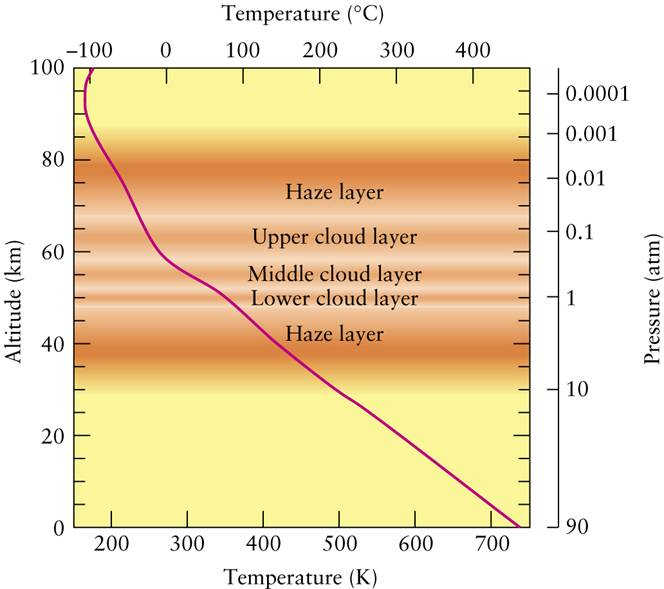 Temperature (°C)
–100 0 100 200 300 400
100
80
60
40
20
0
Altitude (km)
Haze layer
Upper cloud layer
Middle cloud layer
Lower cloud layer
Haze layer
0.0001
0.001
0.01
0.1
1
10
90
Pressure (atm)
200 300 400 500 600 700
Temperature (K)